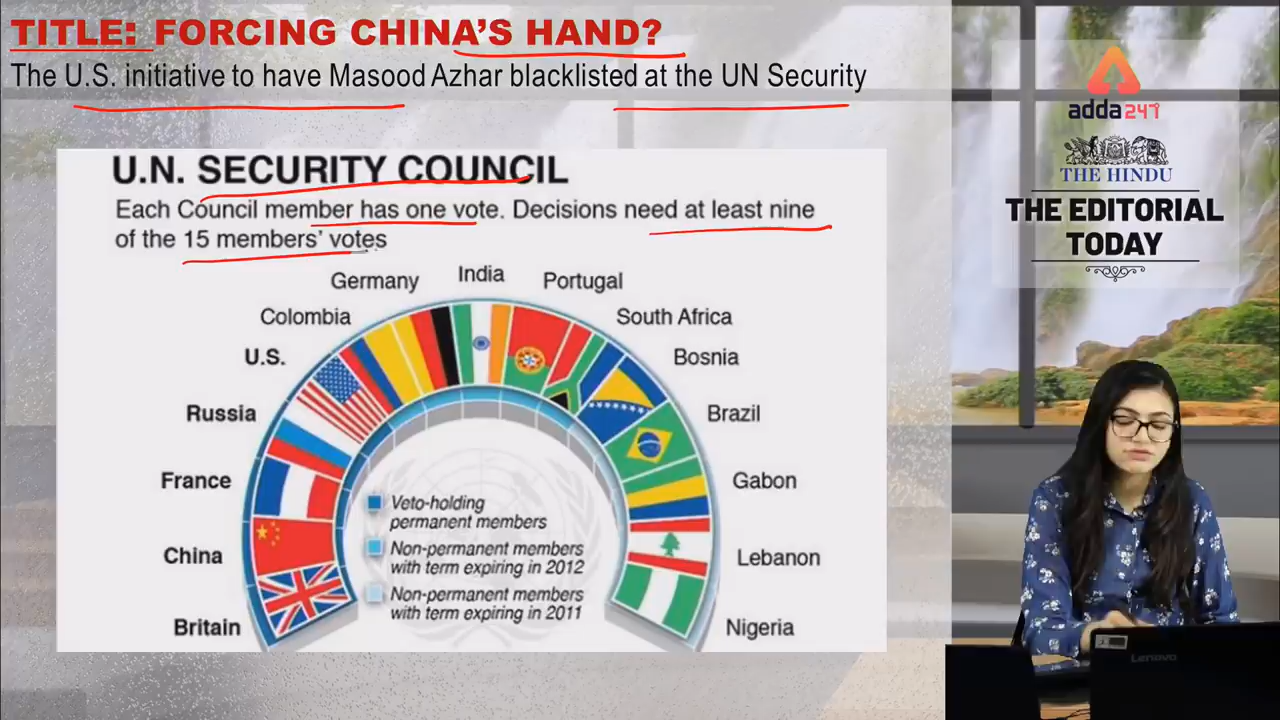 TITLE: FORCING CHINA'S HAND?
The U.S. initiative to have Masood Azhar blacklisted at the UN Security
adda247
THE HINDU
THE EDITORIAL
TODAY
U.N. SECURITY COUNCIL
Each Council member has one vote. Decisions need at least nine
of the 15 members' votes
Germany
India
Portugal
Colombia
South Africa
U.S.
Bosnia
Russia
Brazil
France
Gabon
China
Lebanon
Britain
Nigeria
Veto-holding
permanent members
Non-permanent members
with term expiring in 2012
Non-permanent members
with term expiring in 2011
Lenovo